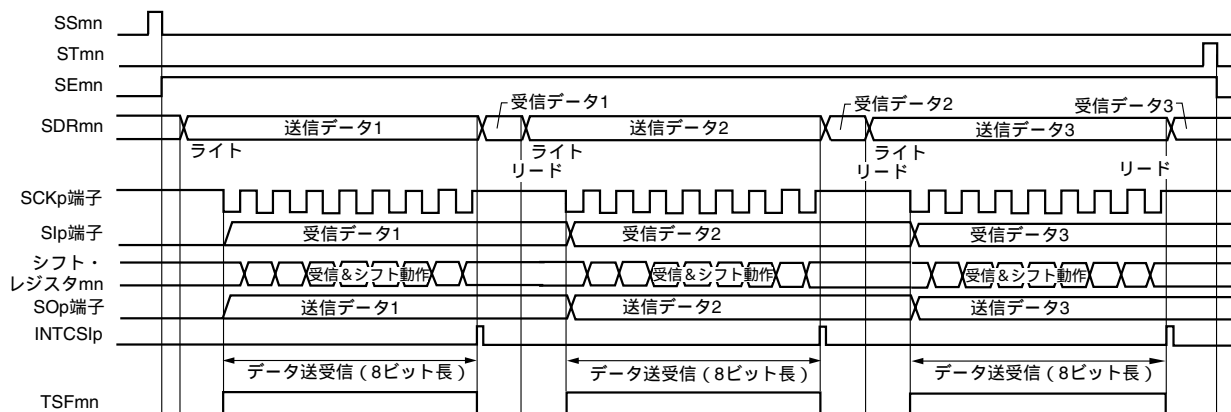 SSmn
STmn
SEmn
受信データ1
受信データ2
受信データ3
SDRmn
送信データ1
送信データ2
送信データ3
ライト
ライト
ライト
リード
リード
リード
SCKp端子
SIp端子
受信データ1
受信データ2
受信データ3
シフト・
レジスタmn
受信&シフト動作
受信&シフト動作
受信&シフト動作
SOp端子
送信データ1
送信データ2
送信データ3
INTCSIp
データ送受信(8ビット長)
データ送受信(8ビット長)
データ送受信(8ビット長)
TSFmn